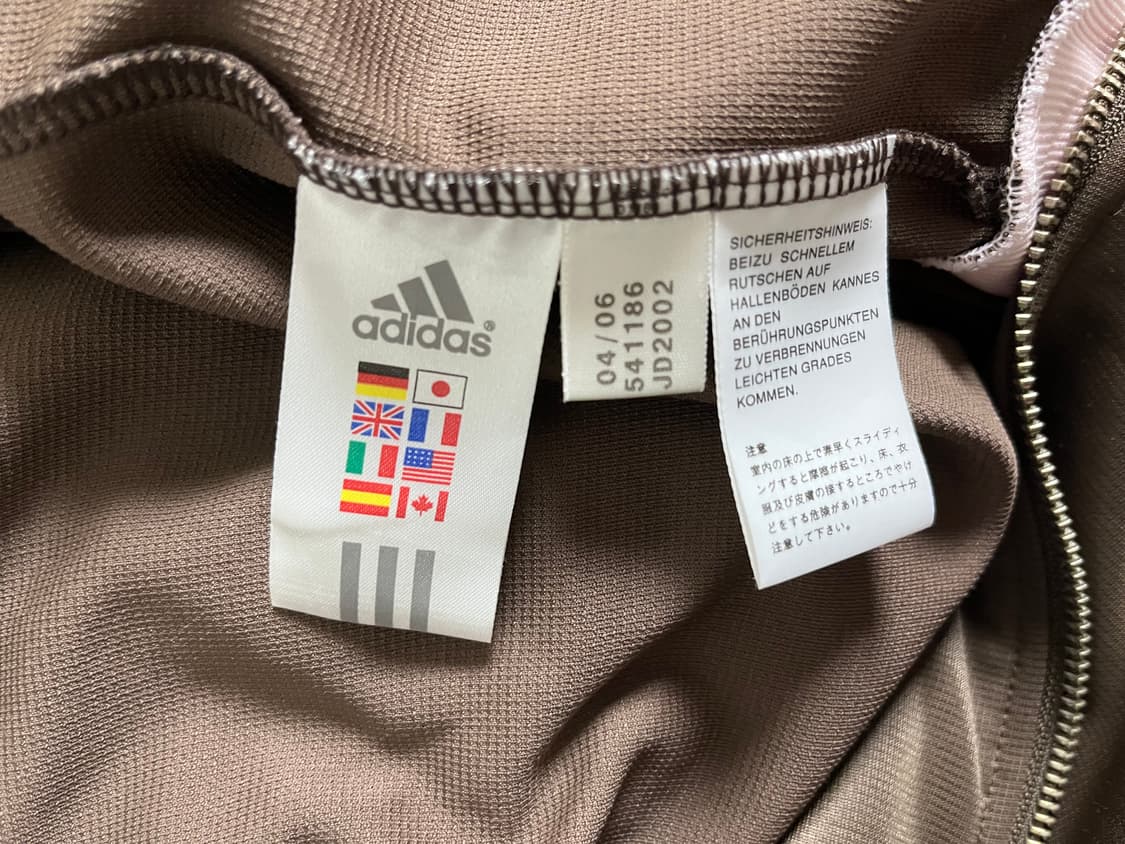 adidas®
04/06
541186
JD2002
SICHERHEITSHINWEIS:
BEIZU SCHNELLEM
RUTSCHEN AUF
HALLENBÖDEN KANNES
AN DEN
BERÜHRUNGSPUNKTEN
ZU VERBRENNUNGEN
LEICHTEN GRADES
KOMMEN.
注意
室内の床の上で素早くスライディ
ングすると摩擦が起こり、床、衣
服及び皮膚の接するところでやけ
どをする危険がありますので十分
注意して下さい。